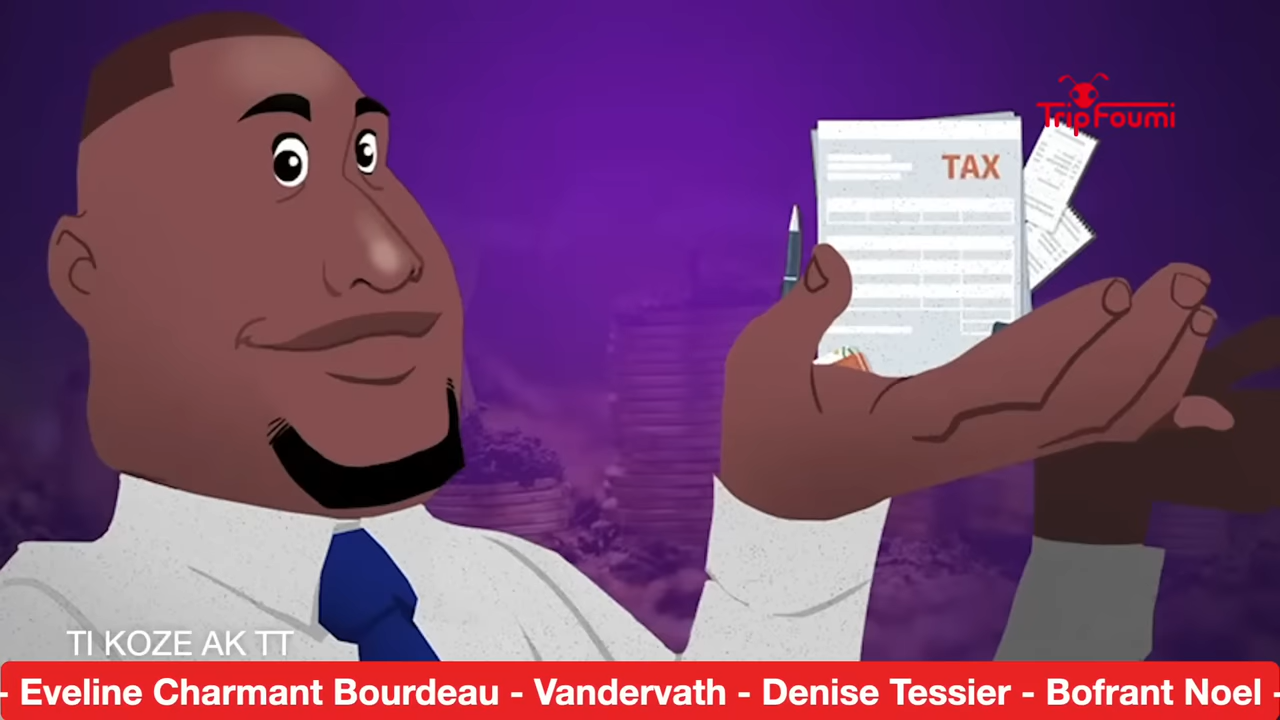 TripFoumi
TAX
TI KOZE AK TT
- Eveline Charmant Bourdeau - Vandervath - Denise Tessier - Bofrant Noel -